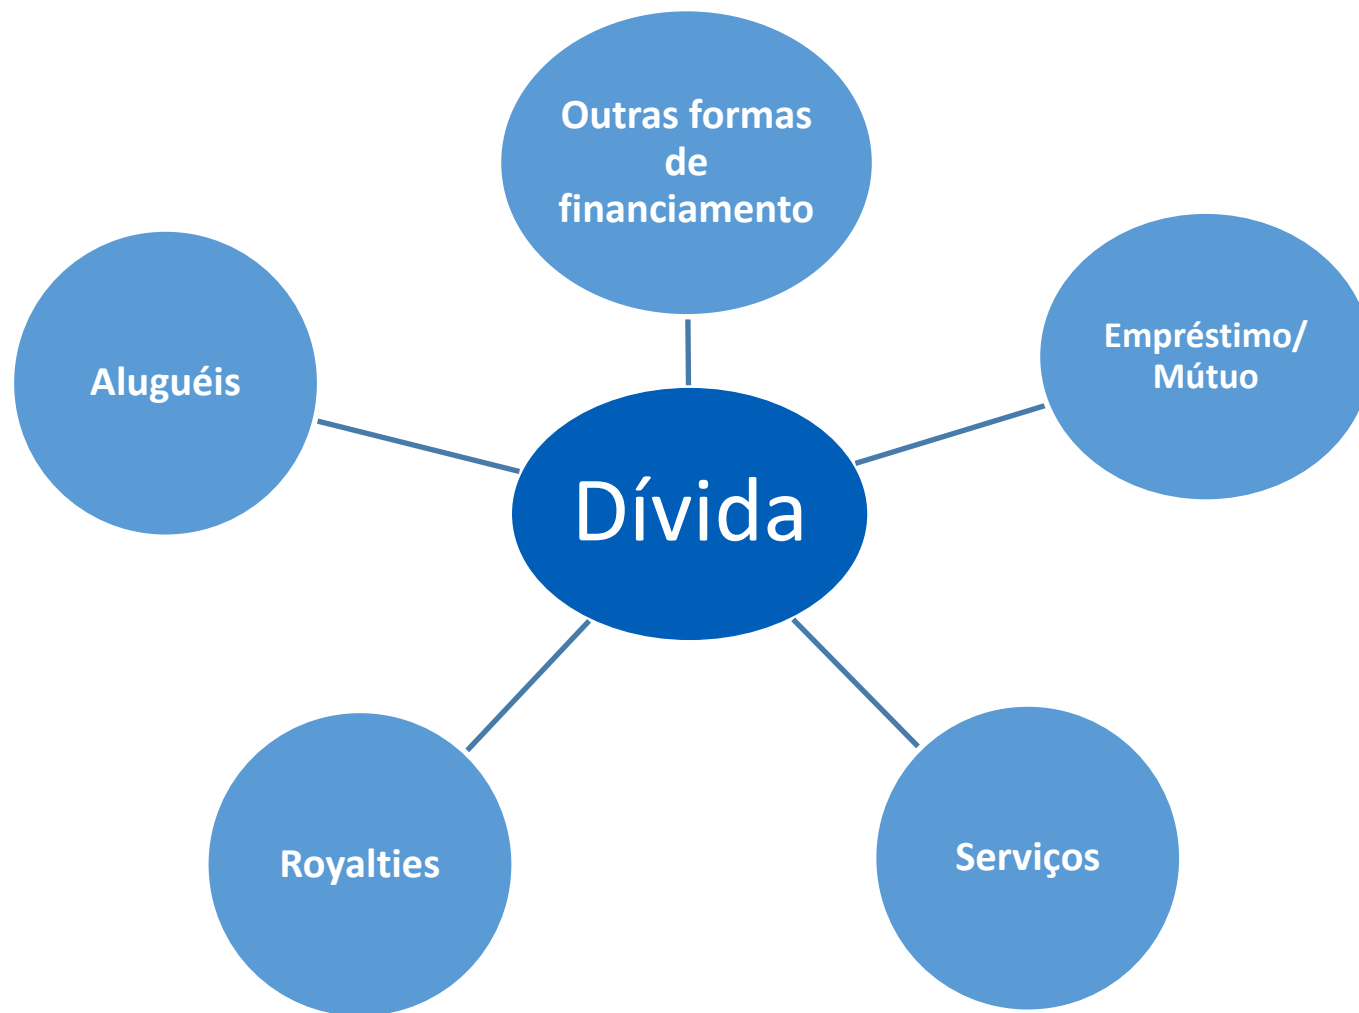 Outras formas
de
financiamento
Empréstimo/
Mútuo
Aluguéis
Dívida
Royalties
Serviços